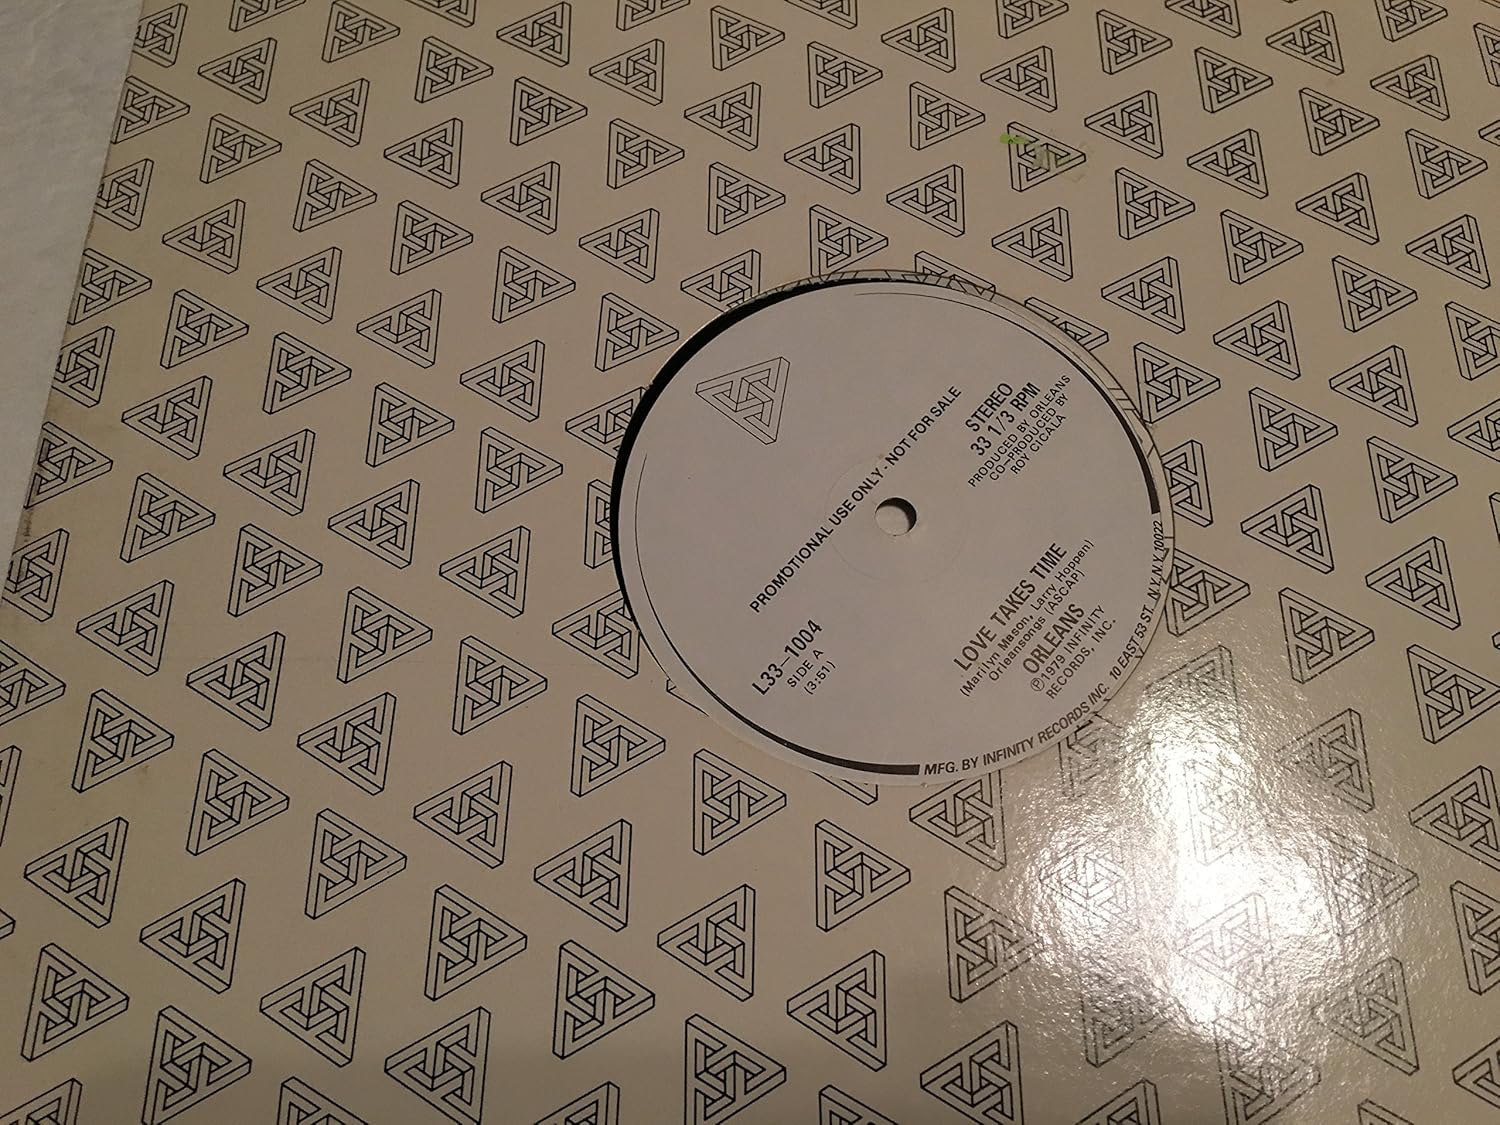 PROMOTIONAL USE ONLY - NOT FOR SALE
STEREO
33 1/3 RPM
PRODUCED BY ORLEANS
CO-PRODUCED BY
ROY CICALA
L33-1004
SIDE A
(3:51)
LOVE TAKES TIME
(Marilyn Mason, Larry Hoppen)
Orleansongs (ASCAP)
ORLEANS
℗1979 INFINITY
RECORDS, INC.
MFG. BY INFINITY RECORDS INC. 10 EAST 53 ST. N.Y. N.Y. 10022